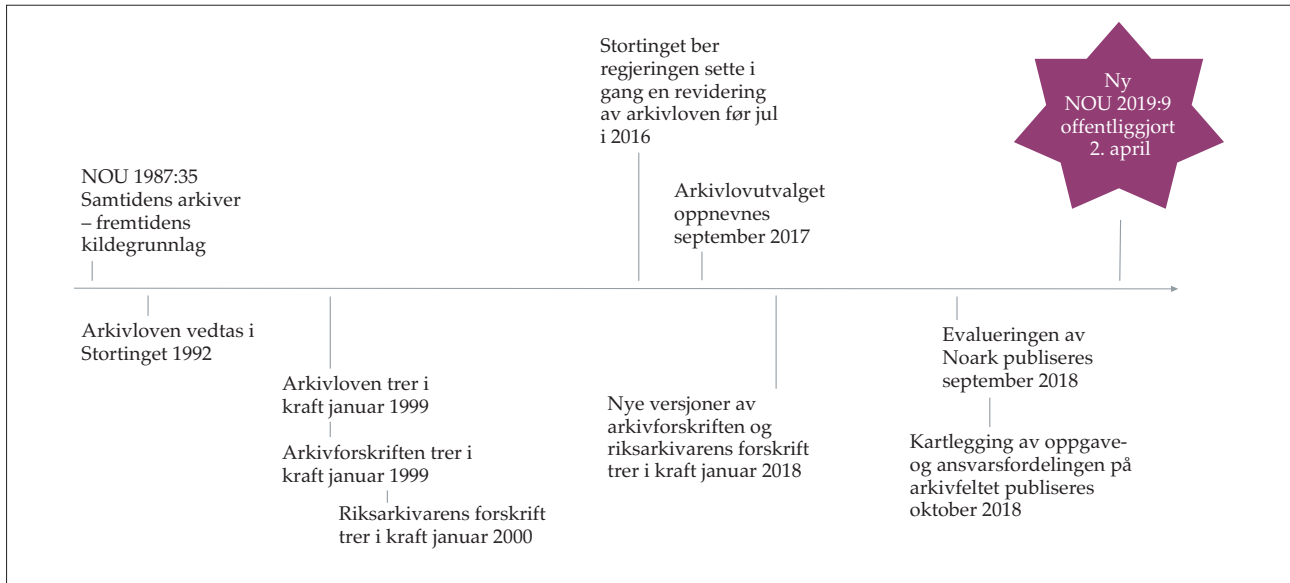 Stortinget ber
regjeringen sette i
gang en revidering
av arkivloven før jul
i 2016
Ny
NOU 2019:9
offentliggjort
2. april
NOU 1987:35
Samtidens arkiver
– fremtidens
kildegrunnlag
Arkivlovutvalget
oppnevnes
september 2017
Arkivloven vedtas i
Stortinget 1992
Arkivloven trer i
kraft januar 1999
Arkivforskriften trer i
kraft januar 1999
Riksarkivarens forskrift
trer i kraft januar 2000
Nye versjoner av
arkivforskriften og
riksarkivarens forskrift
trer i kraft januar 2018
Evalueringen av
Noark publiseres
september 2018
Kartlegging av oppgave-
og ansvarsfordelingen på
arkivfeltet publiseres
oktober 2018